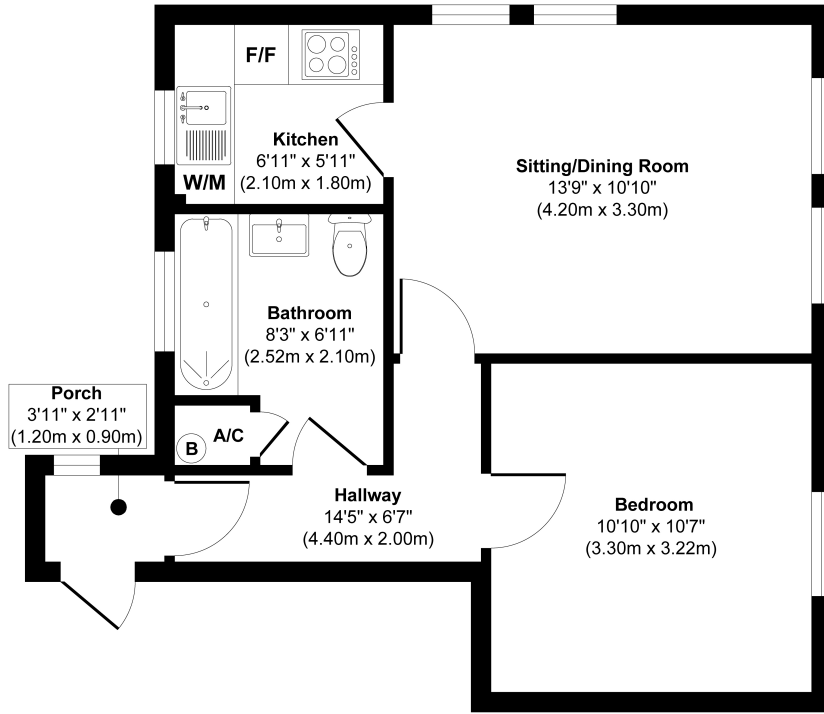 F/F
Kitchen
6'11" x 5'11"
(2.10m x 1.80m)
W/M
Sitting/Dining Room
13'9" x 10'10"
(4.20m x 3.30m)
Bathroom
8'3" x 6'11"
(2.52m x 2.10m)
Porch
3'11" x 2'11"
(1.20m x 0.90m)
B
A/C
Hallway
14'5" x 6'7"
(4.40m x 2.00m)
Bedroom
10'10" x 10'7"
(3.30m x 3.22m)